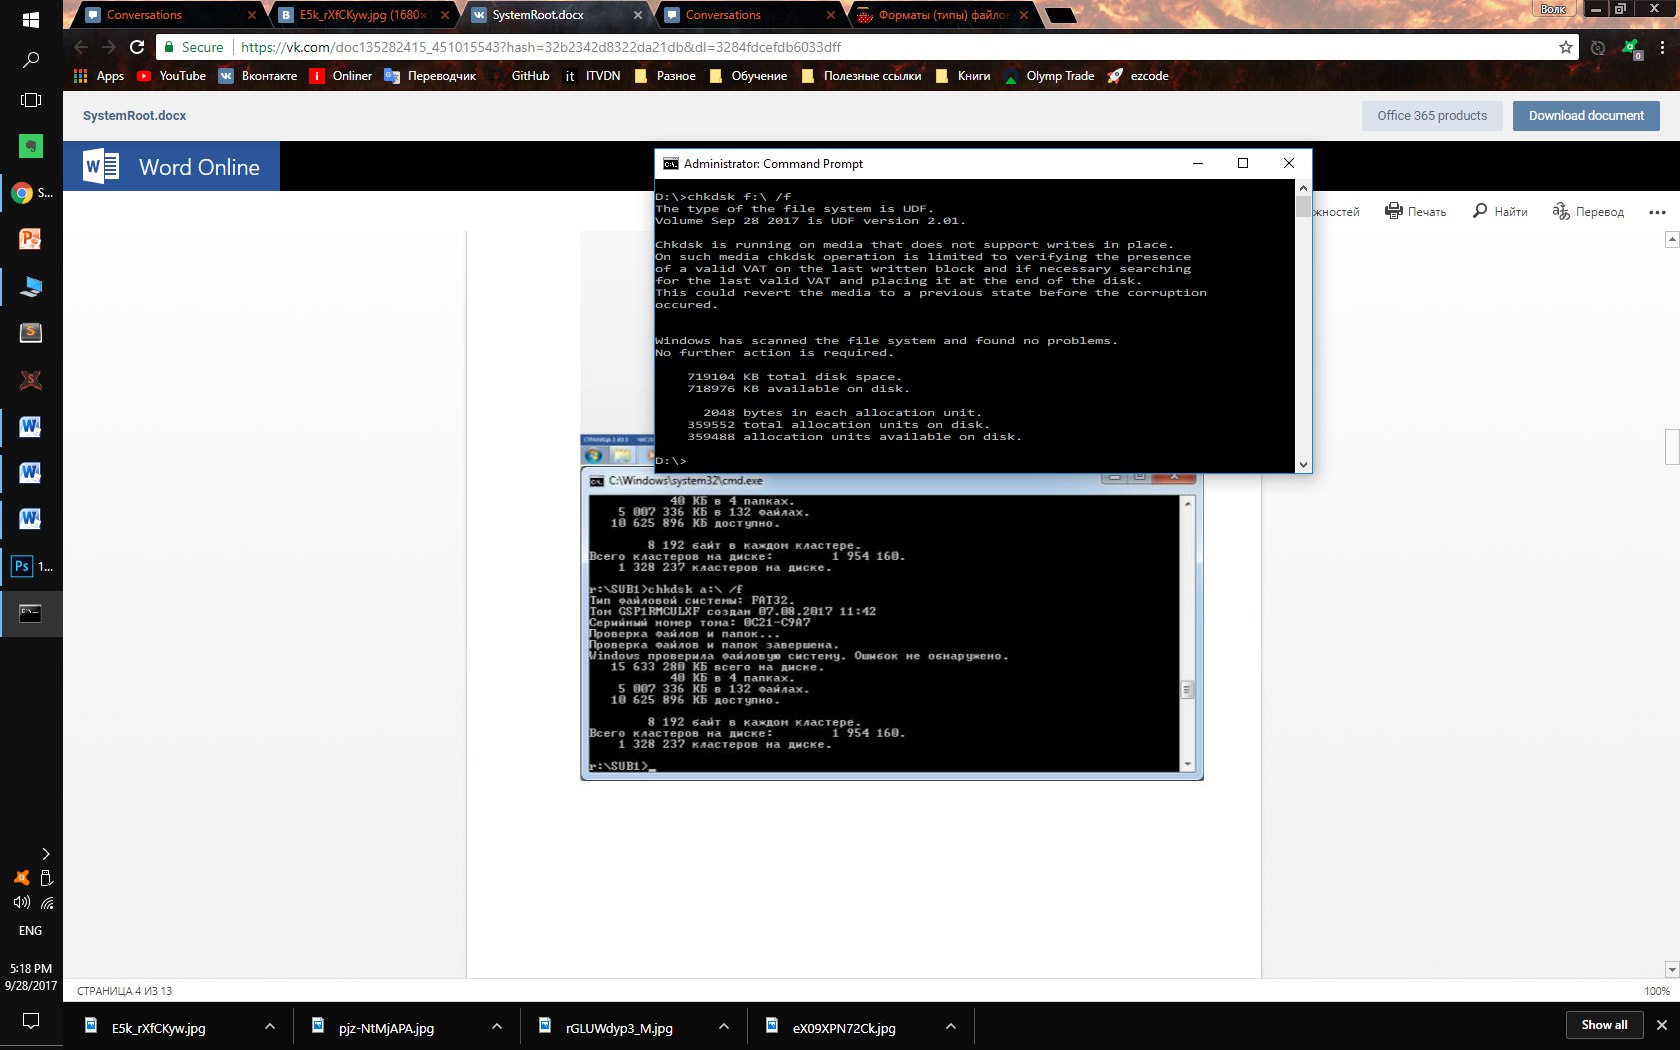 Conversations
E5k_rXfCKyw.jpg (1680×
SystemRoot.docx
Conversations
Форматы (типы) файлов
Волк
Secure
https://vk.com/doc135282415_451015543?hash=32b2342d8322da21db&dl=3284fdcefdb6033dff
Apps
YouTube
Вконтакте
Onliner
Переводчик
GitHub
it ITVDN
Разное
Обучение
Полезные ссылки
Книги
Olymp Trade
ezcode
SystemRoot.docx
Office 365 products
Download document
Word Online
Administrator: Command Prompt
D:\>chkdsk f:\ /f
The type of the file system is UDF.
Volume Sep 28 2017 is UDF version 2.01.
Chkdsk is running on media that does not support writes in place.
On such media chkdsk operation is limited to verifying the presence
of a valid VAT on the last written block and if necessary searching
for the last valid VAT and placing it at the end of the disk.
This could revert the media to a previous state before the corruption
occured.
Windows has scanned the file system and found no problems.
No further action is required.
719104 KB total disk space.
718976 KB available on disk.
2048 bytes in each allocation unit.
359552 total allocation units on disk.
359488 allocation units available on disk.
D:\>
жностей
Печать
Найти
Перевод
C:\Windows\system32\cmd.exe
40 КБ в 4 папках.
5 007 336 КБ в 132 файлах.
10 625 896 КБ доступно.
8 192 байт в каждом кластере.
Всего кластеров на диске: 1 954 160.
1 328 237 кластеров на диске.
r:\SUB1>chkdsk a:\ /f
Тип файловой системы: FAT32.
Том GSP1RMCULXF создан 07.08.2017 11:42
Серийный номер тома: 0C21-C9A7
Проверка файлов и папок...
Проверка файлов и папок завершена.
Windows проверила файловую систему. Ошибок не обнаружено.
15 633 280 КБ всего на диске.
40 КБ в 4 папках.
5 007 336 КБ в 132 файлах.
10 625 896 КБ доступно.
8 192 байт в каждом кластере.
Всего кластеров на диске: 1 954 160.
1 328 237 кластеров на диске.
r:\SUB1>_
S...
1...
ENG
5:18 PM
9/28/2017
СТРАНИЦА 4 ИЗ 13
100%
E5k_rXfCKyw.jpg
pjz-NtMjAPA.jpg
rGLUWdyp3_M.jpg
eX09XPN72Ck.jpg
Show all